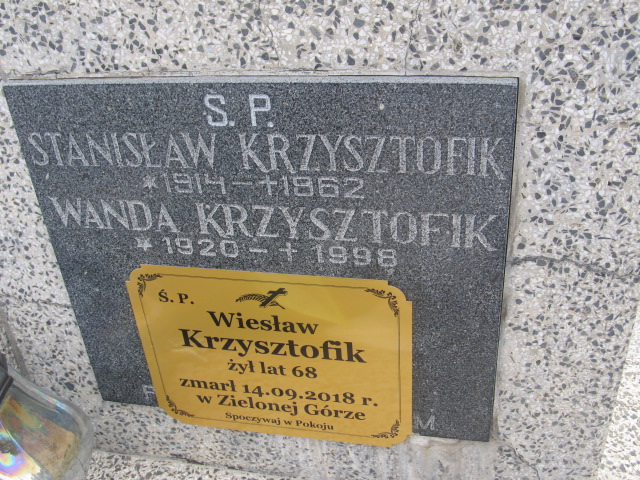 Ś. P.
STANISŁAW KRZYSZTOFIK
*1914-+1962
WANDA KRZYSZTOFIK
* 1920 - + 1998
Ś. P.
Wiesław
Krzysztofik
żył lat 68
zmarł 14.09.2018 r.
w Zielonej Górze
Spoczywaj w Pokoju